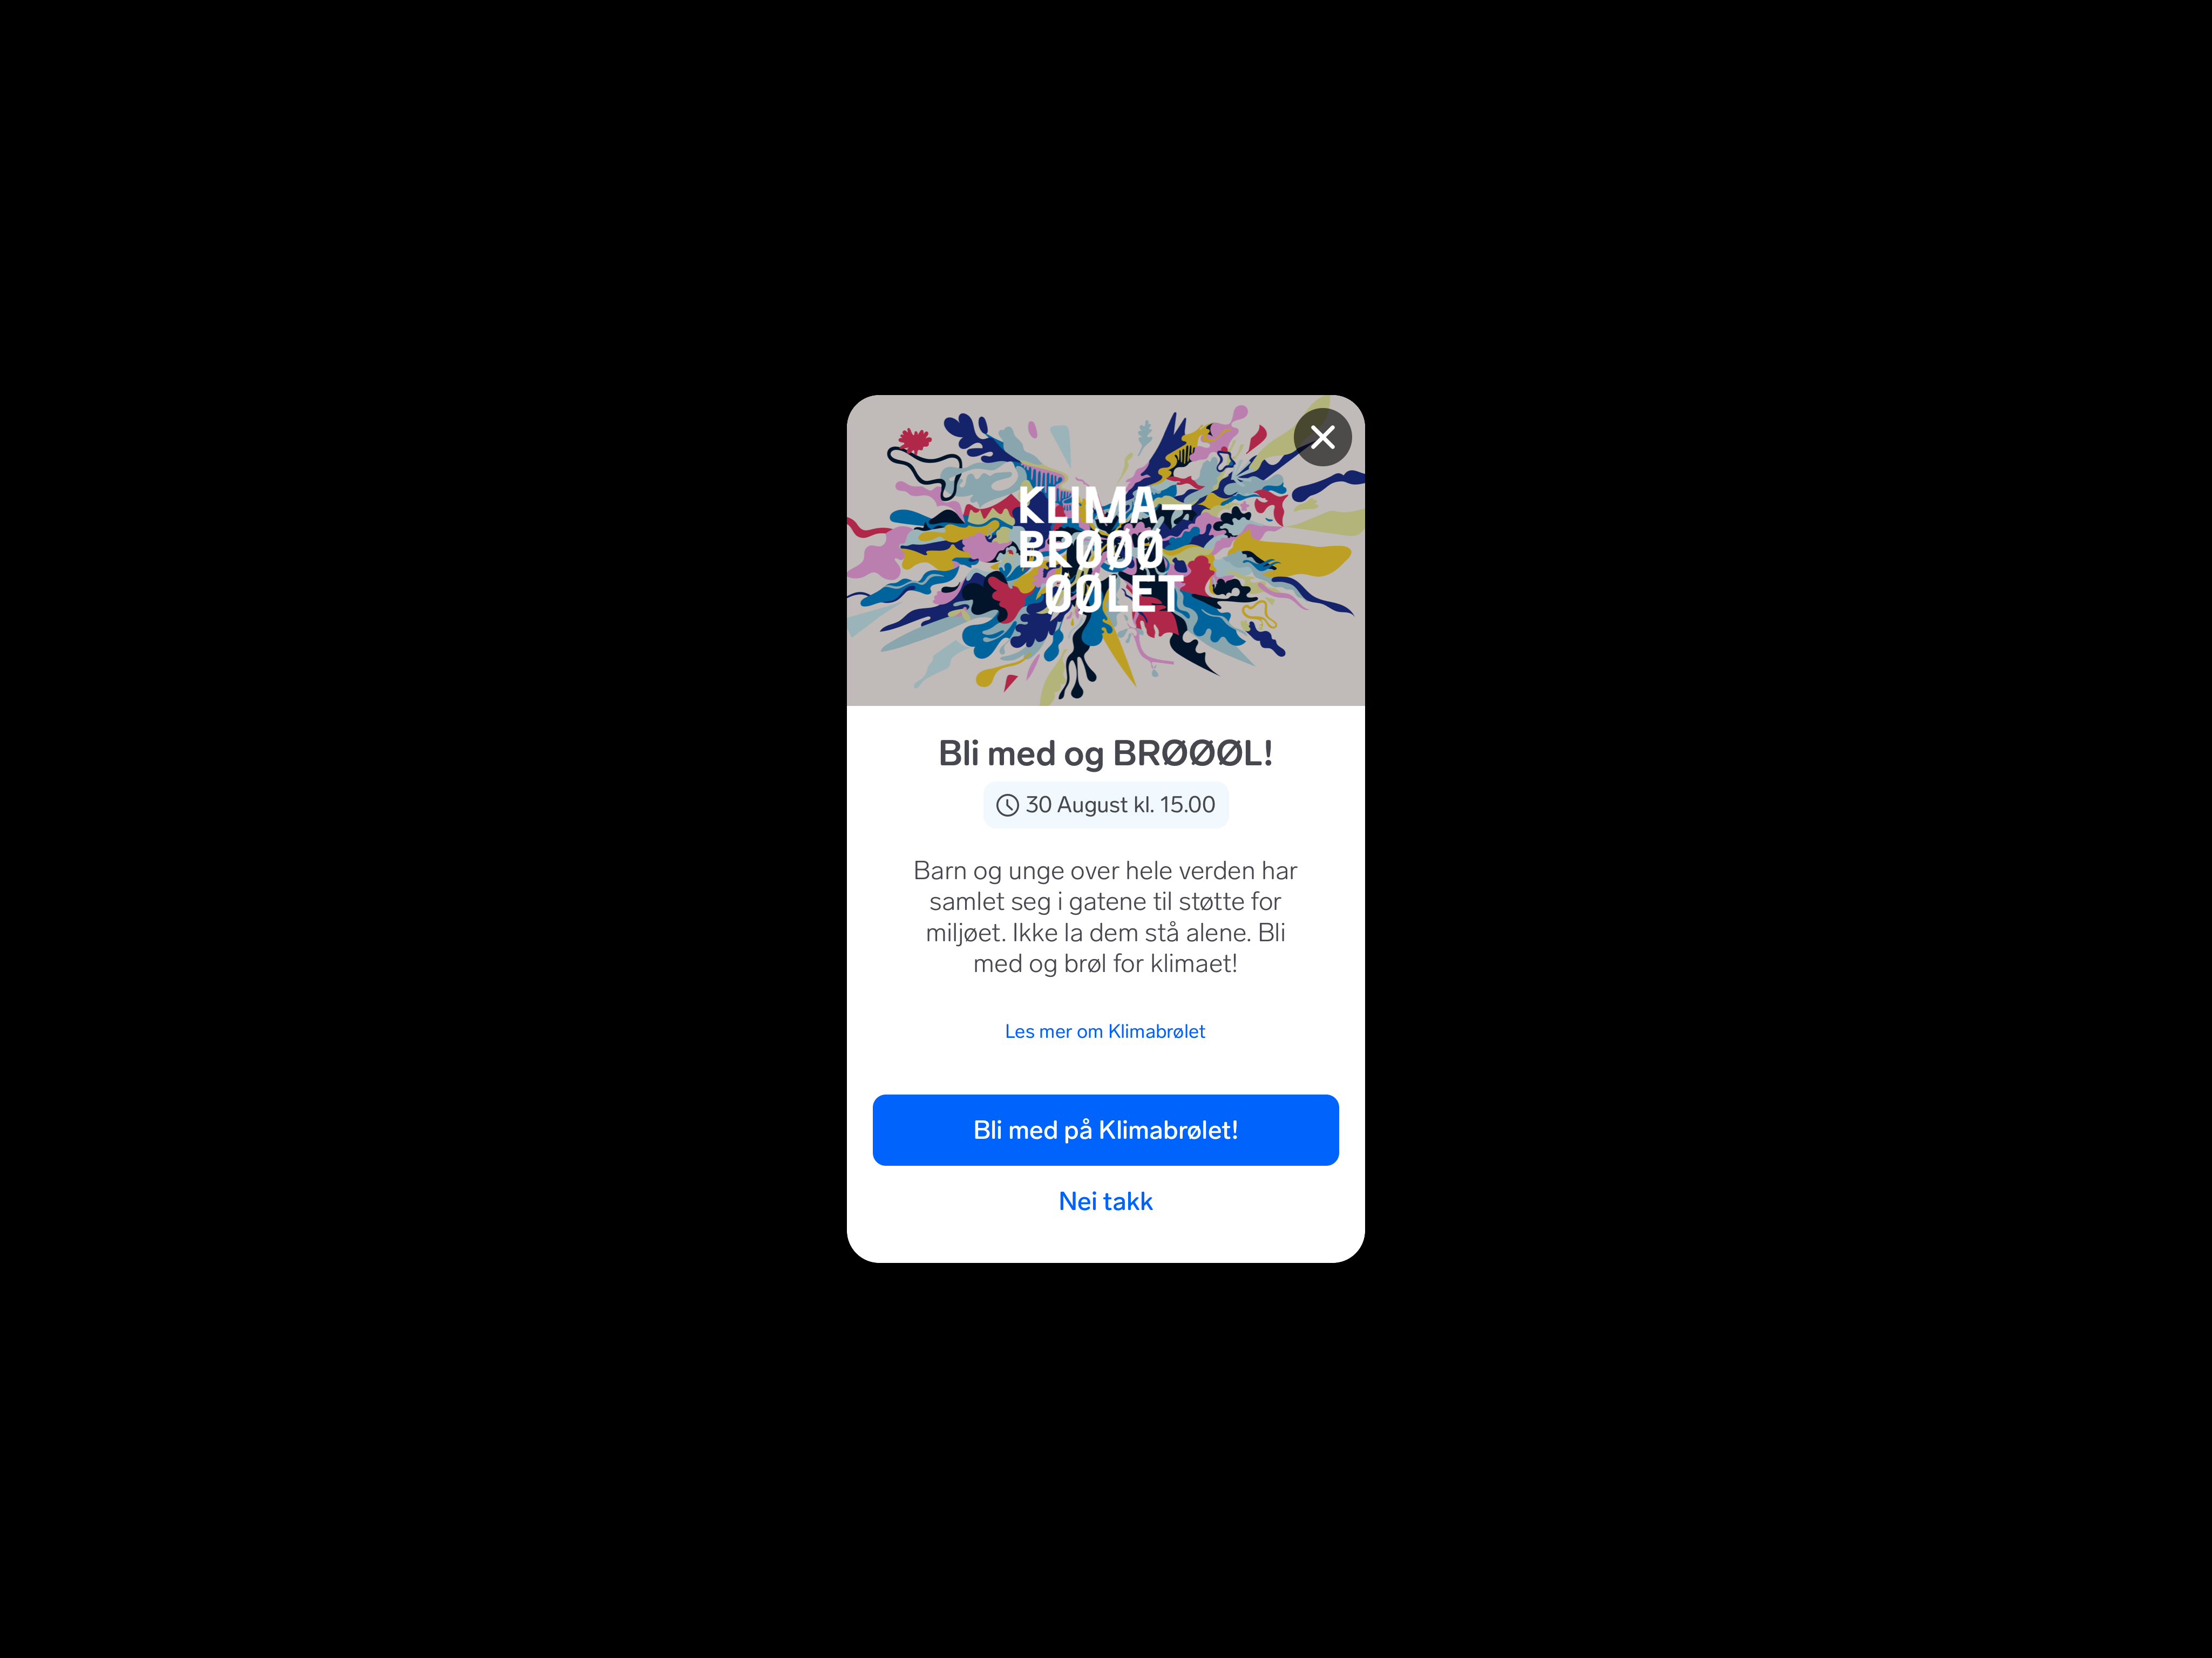 KLIMA—
BRØØØ
ØØLET
Bli med og BRØØØL!
30 August kl. 15.00
Barn og unge over hele verden har
samlet seg i gatene til støtte for
miljøet. Ikke la dem stå alene. Bli
med og brøl for klimaet!
Les mer om Klimabrølet
Bli med på Klimabrølet!
Nei takk